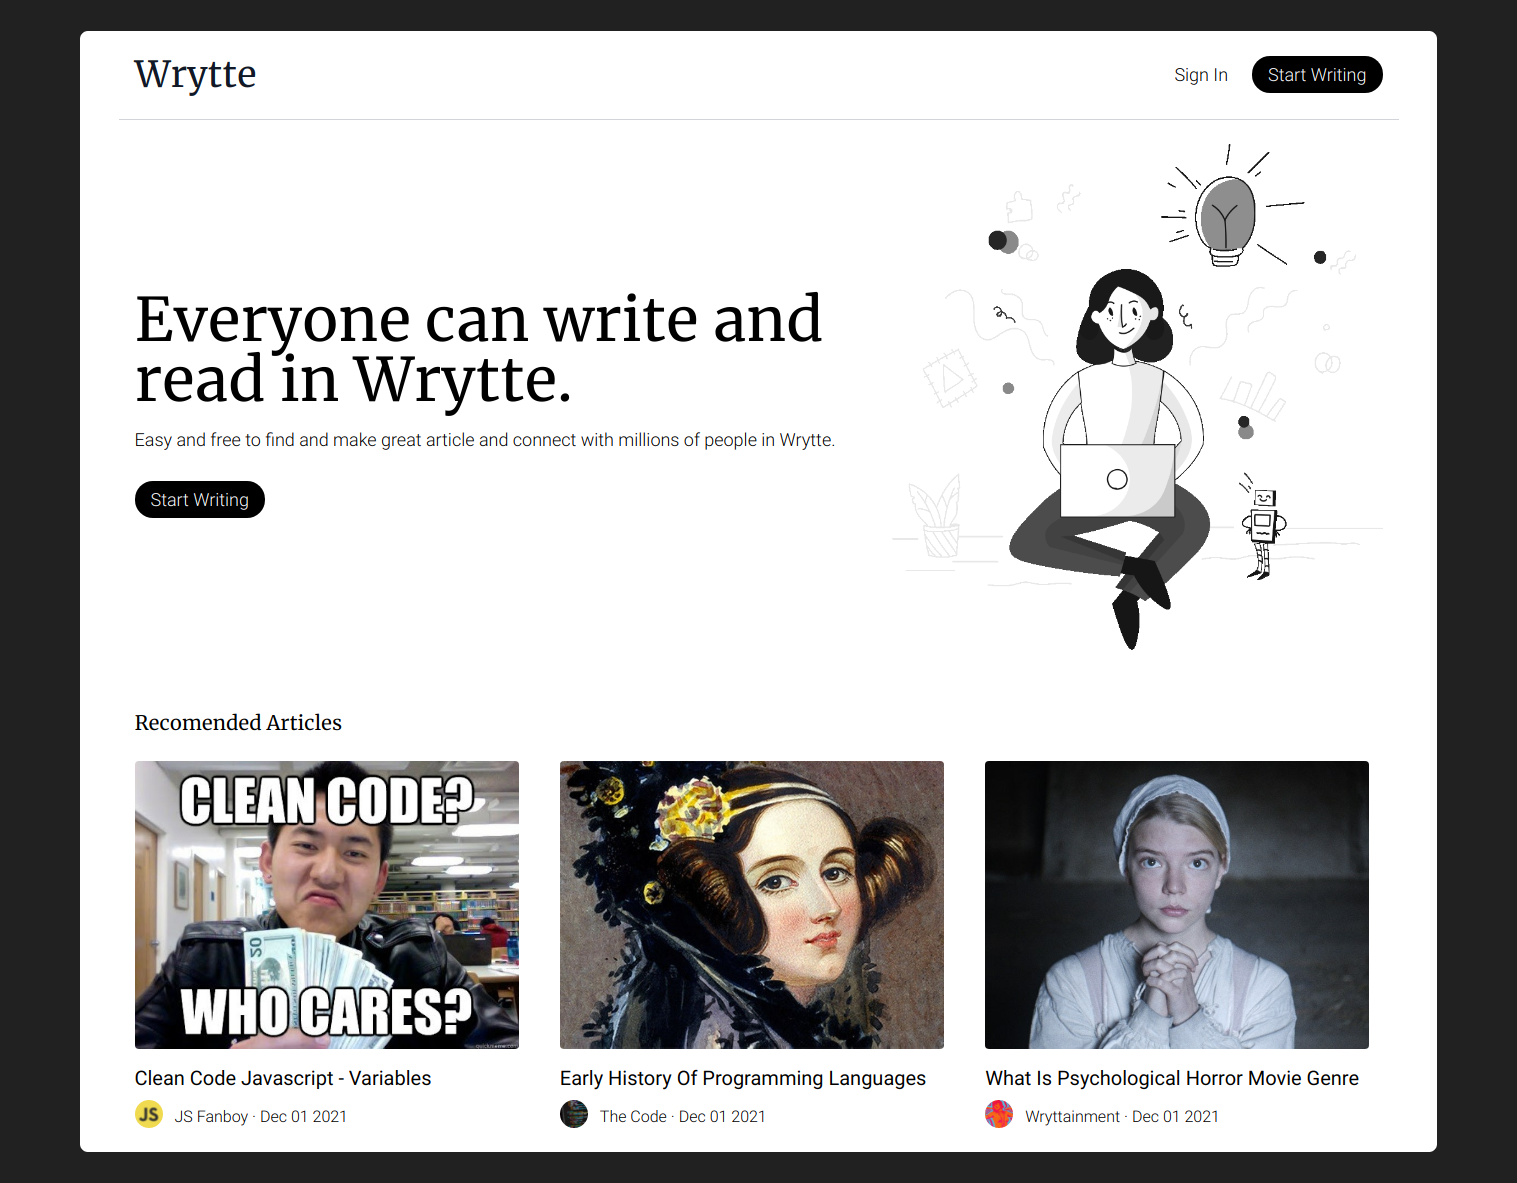 Wrytte
Sign In
Start Writing
Everyone can write and
read in Wrytte.
Easy and free to find and make great article and connect with millions of people in Wrytte.
Start Writing
Recomended Articles
CLEAN CODE?
20
WHO CARES?
Clean Code Javascript - Variables
JS
JS Fanboy · Dec 01 2021
Early History Of Programming Languages
The Code · Dec 01 2021
What Is Psychological Horror Movie Genre
Wryttainment · Dec 01 2021